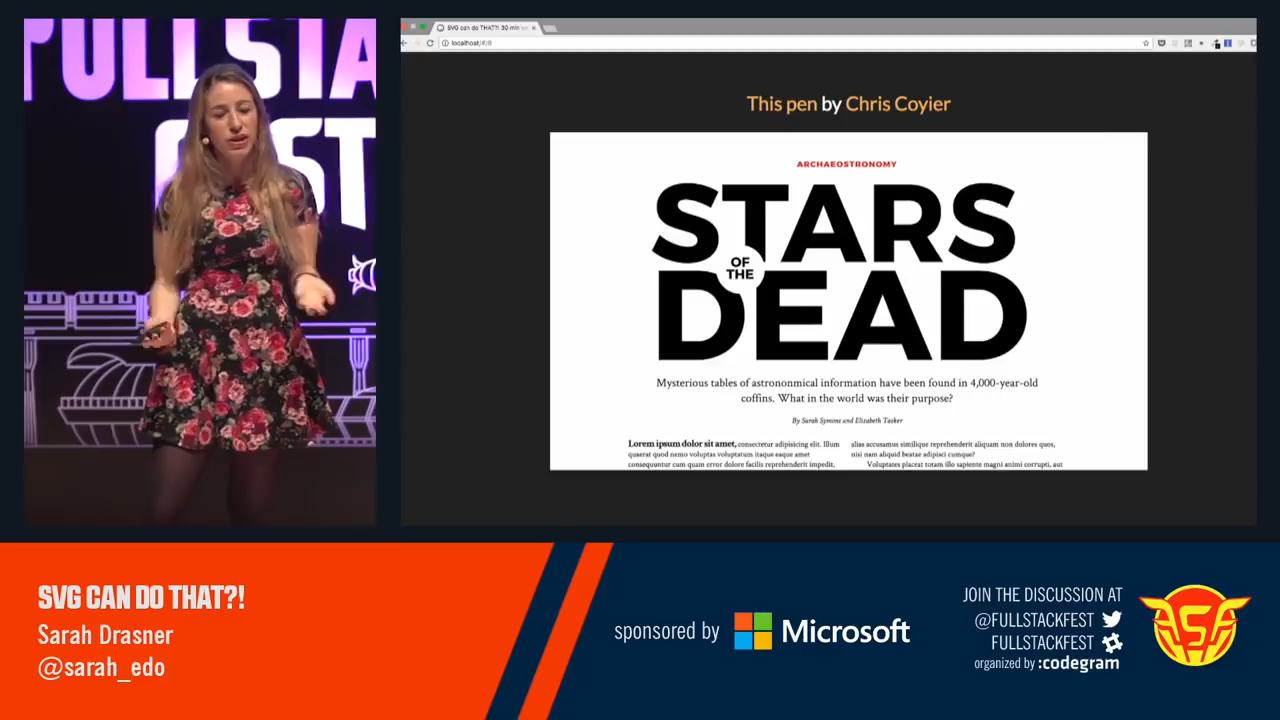 FULLSTA
FEST
SVG can do THAT?! 30 min
localhost/#/8
This pen by Chris Coyier
ARCHAEOSTRONOMY
STARS
OF
THE
DEAD
Mysterious tables of astrononmical information have been found in 4,000-year-old
coffins. What in the world was their purpose?
By Sarah Symons and Elizabeth Tasker
Lorem ipsum dolor sit amet, consectetur adipisicing elit. Illum
quaerat quod nemo voluptas voluptatum itaque eaque amet
consequuntur cum quam error dolore facilis reprehenderit impedit,
alias accusamus similique reprehenderit aliquam non dolores quos,
nisi nam aliquid beatae adipisci cumque?
Voluptates placeat totam illo sapiente magni animi corrupti, aut
SVG CAN DO THAT?!
Sarah Drasner
@sarah_edo
sponsored by Microsoft
JOIN THE DISCUSSION AT
@FULLSTACKFEST
FULLSTACKFEST
organized by :codegram
FSF